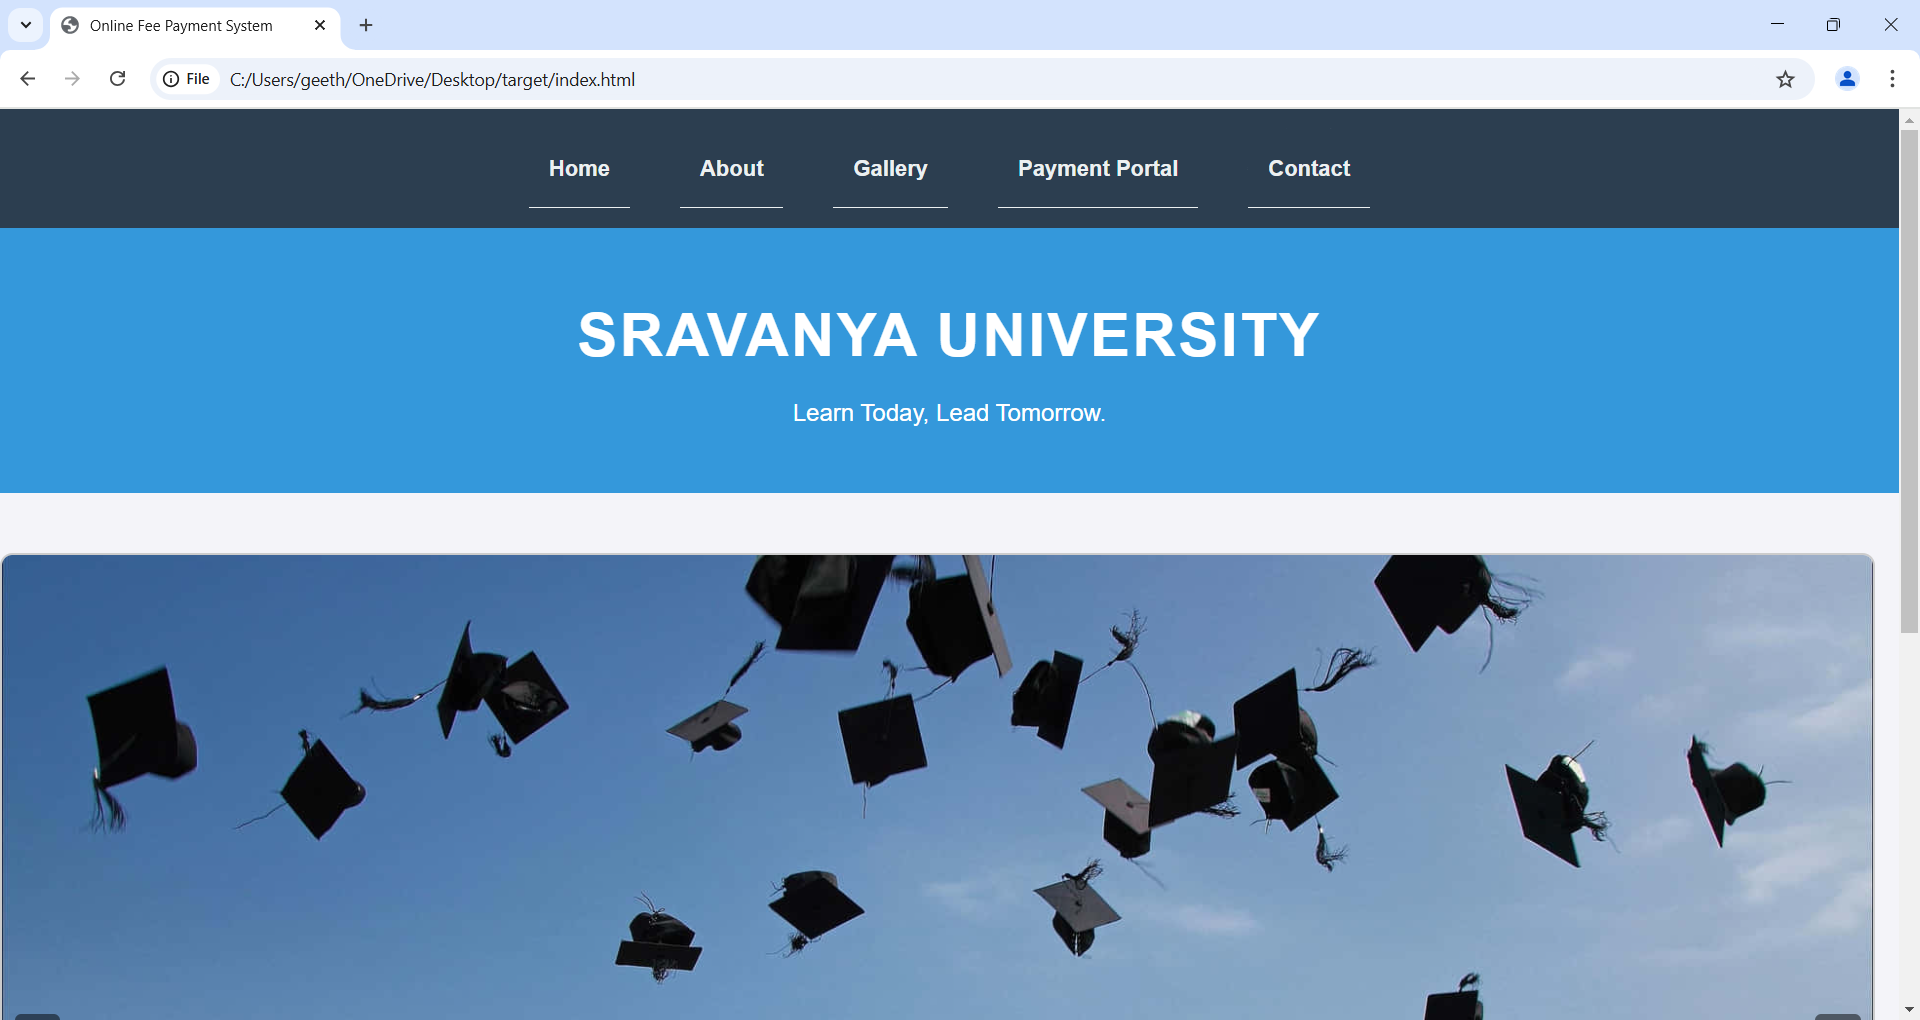 Online Fee Payment System
File C:/Users/geeth/OneDrive/Desktop/target/index.html
Home About Gallery Payment Portal Contact
SRAVANYA UNIVERSITY
Learn Today, Lead Tomorrow.